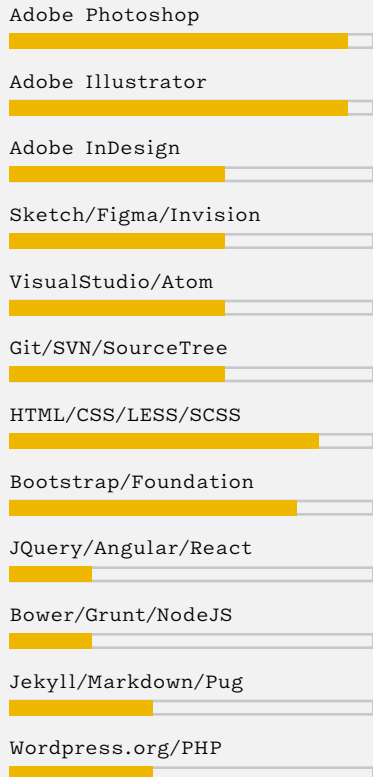 Adobe Photoshop
Adobe Illustrator
Adobe InDesign
Sketch/Figma/Invision
VisualStudio/Atom
Git/SVN/SourceTree
HTML/CSS/LESS/SCSS
Bootstrap/Foundation
JQuery/Angular/React
Bower/Grunt/NodeJS
Jekyll/Markdown/Pug
Wordpress.org/PHP